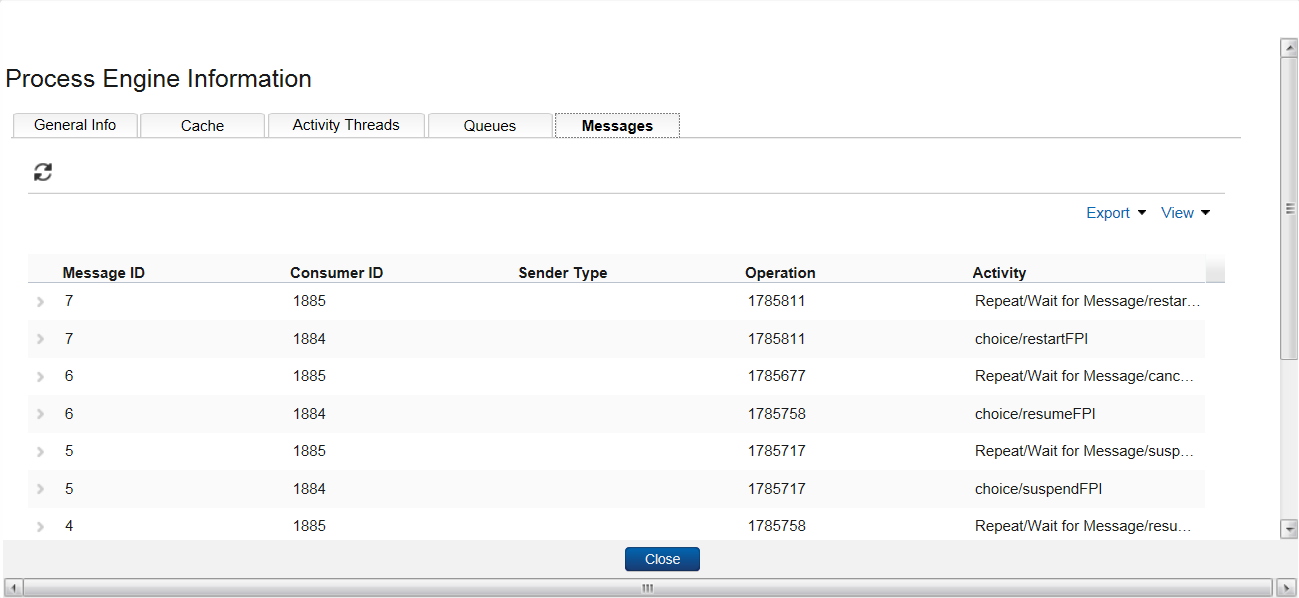 Process Engine Information
General Info Cache Activity Threads Queues Messages
Export View
Message ID Consumer ID Sender Type Operation Activity
7 1885 1785811 Repeat/Wait for Message/restar...
7 1884 1785811 choice/restartFPI
6 1885 1785677 Repeat/Wait for Message/canc...
6 1884 1785758 choice/resumeFPI
5 1885 1785717 Repeat/Wait for Message/susp...
5 1884 1785717 choice/suspendFPI
4 1885 1785758 Repeat/Wait for Message/resu...
Close